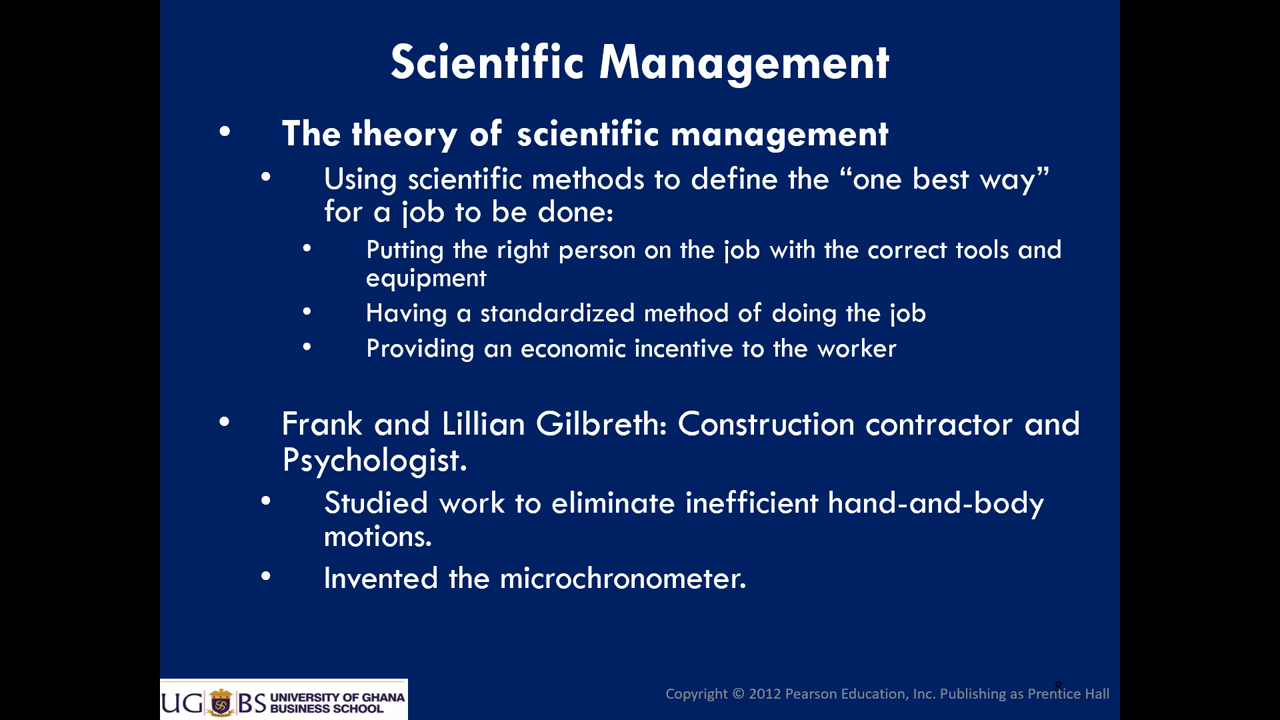 Scientific Management
• The theory of scientific management
• Using scientific methods to define the “one best way”
for a job to be done:
• Putting the right person on the job with the correct tools and
equipment
• Having a standardized method of doing the job
• Providing an economic incentive to the worker
• Frank and Lillian Gilbreth: Construction contractor and
Psychologist.
• Studied work to eliminate inefficient hand-and-body
motions.
• Invented the microchronometer.
UGBS UNIVERSITY OF GHANA
BUSINESS SCHOOL
8
Copyright © 2012 Pearson Education, Inc. Publishing as Prentice Hall